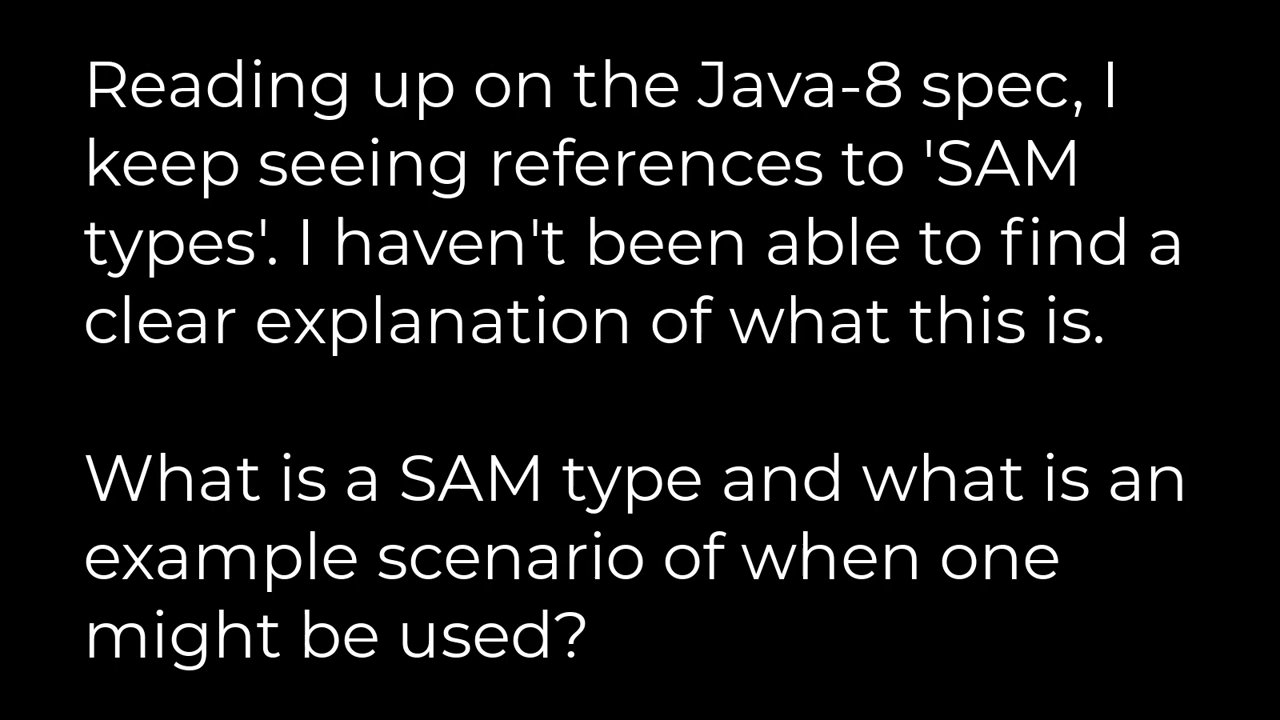 Reading up on the Java-8 spec, I
keep seeing references to 'SAM
types'. I haven't been able to find a
clear explanation of what this is.
What is a SAM type and what is an
example scenario of when one
might be used?